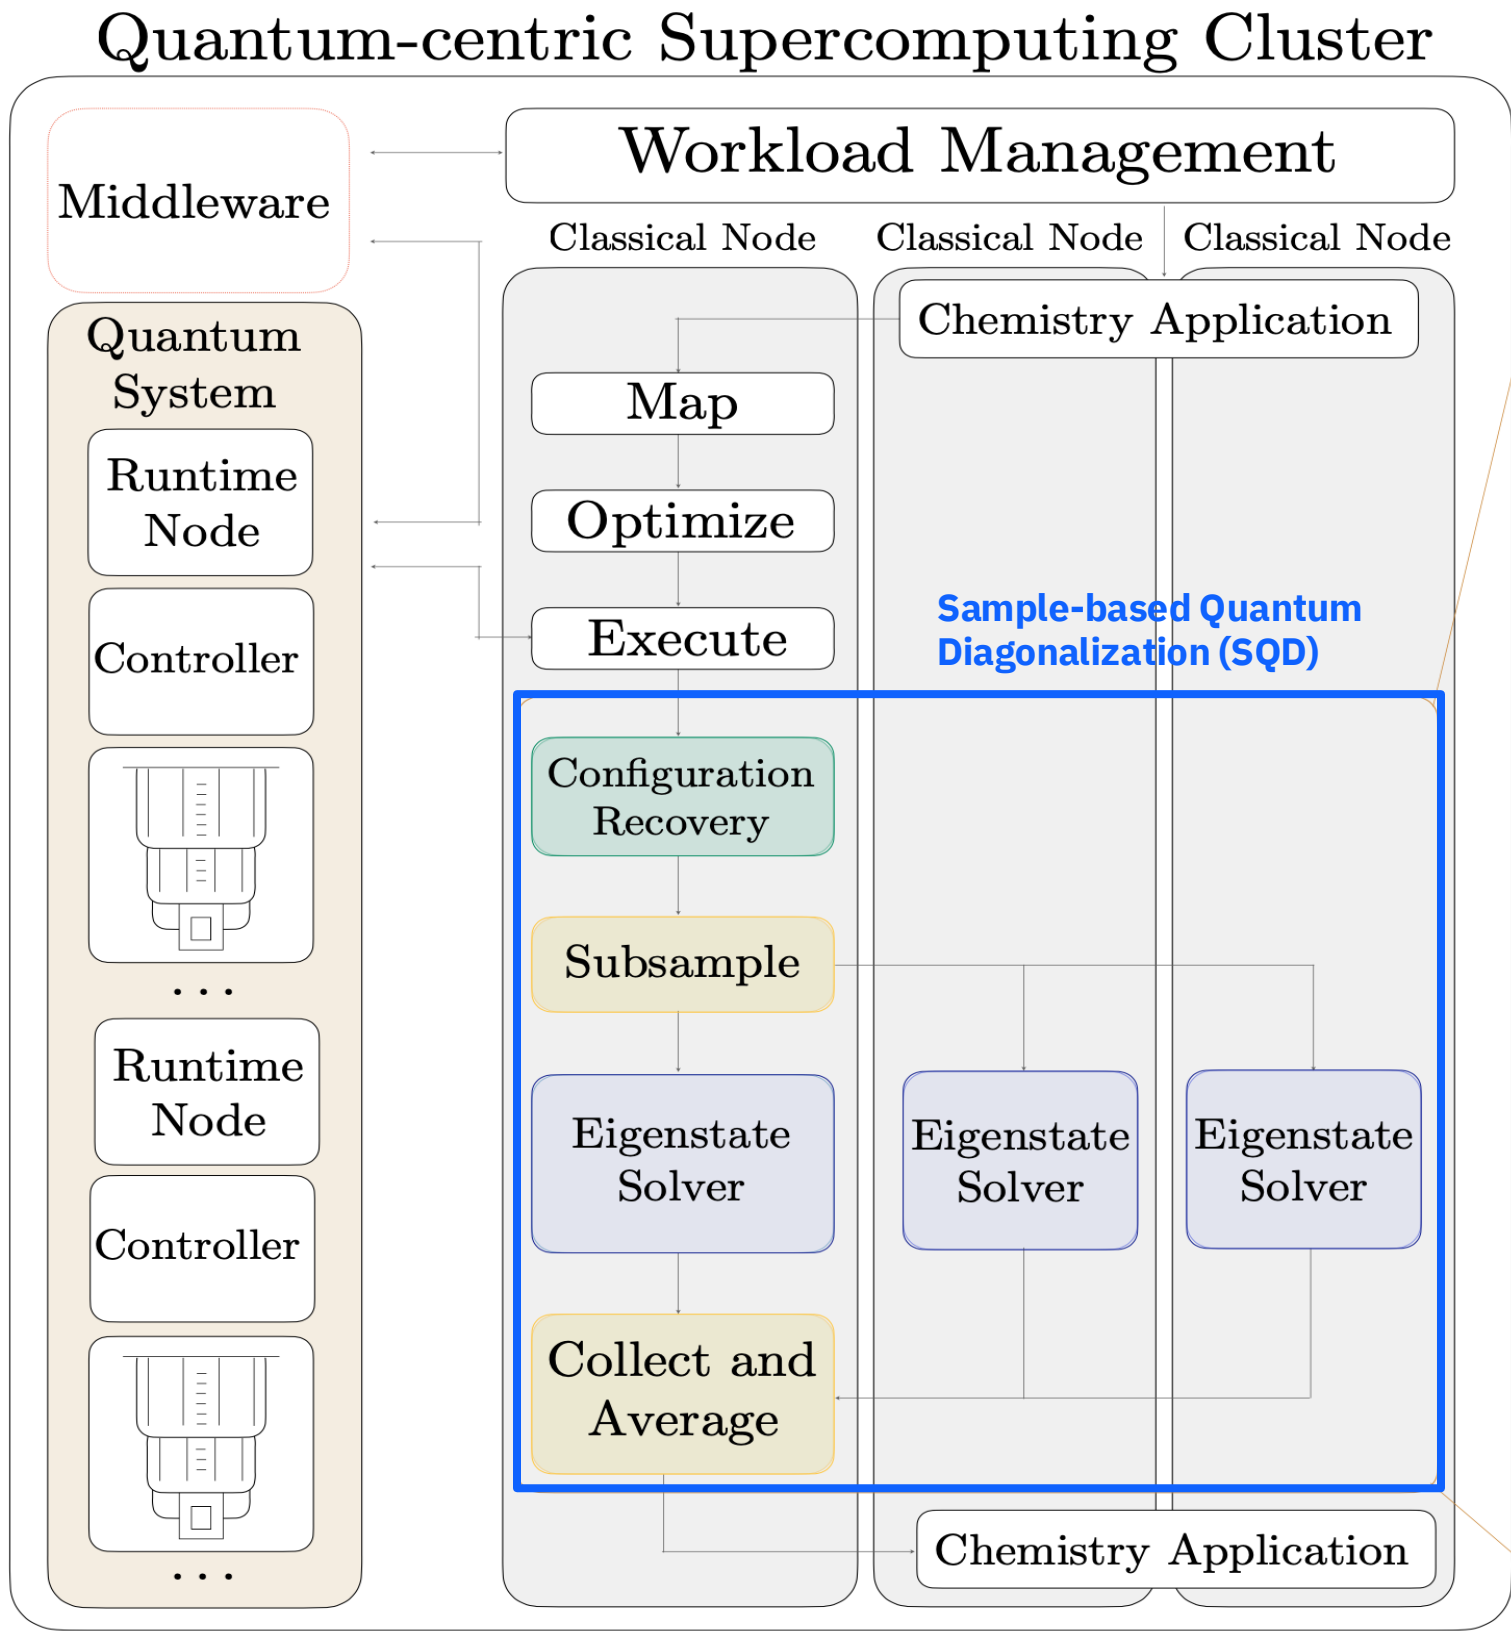 Quantum-centric Supercomputing Cluster
Middleware
Workload Management
Classical Node
Classical Node
Classical Node
Quantum
System
Runtime
Node
Controller
...
Runtime
Node
Controller
...
Chemistry Application
Map
Optimize
Execute
Sample-based Quantum
Diagonalization (SQD)
Configuration
Recovery
Subsample
Eigenstate
Solver
Eigenstate
Solver
Eigenstate
Solver
Collect and
Average
Chemistry Application